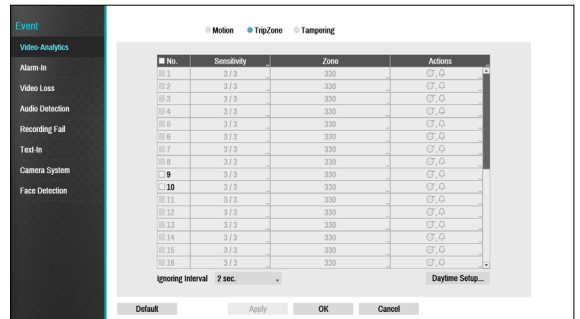 Event
Video-Analytics
Alarm-In
Video Loss
Audio Detection
Recording Fail
Text-In
Camera System
Face Detection
Motion TripZone Tampering
No. Sensitivity Zone Actions
1 3 / 3 330
2 3 / 3 330
3 3 / 3 330
4 3 / 3 330
5 3 / 3 330
6 3 / 3 330
7 3 / 3 330
8 3 / 3 330
9 3 / 3 330
10 3 / 3 330
11 3 / 3 330
12 3 / 3 330
13 3 / 3 330
14 3 / 3 330
15 3 / 3 330
16 3 / 3 330
Ignoring Interval 2 sec. Daytime Setup...
Default Apply OK Cancel